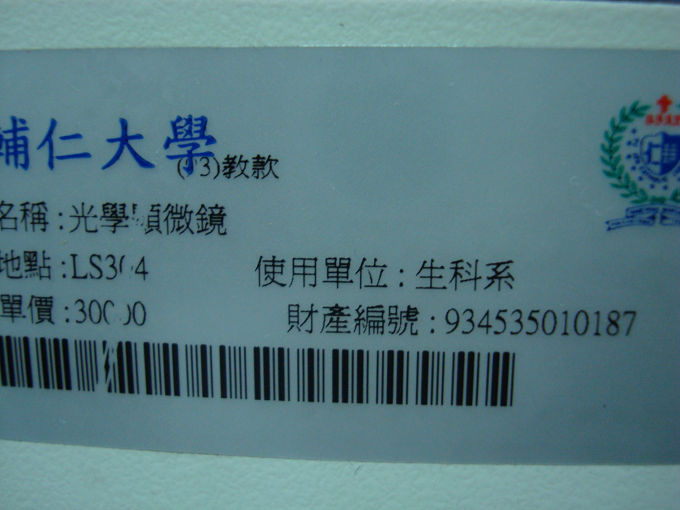 輔仁大學
(93)教款
名稱:光學顯微鏡
地點:LS304 使用單位:生科系
單價:30000 財產編號:934535010187